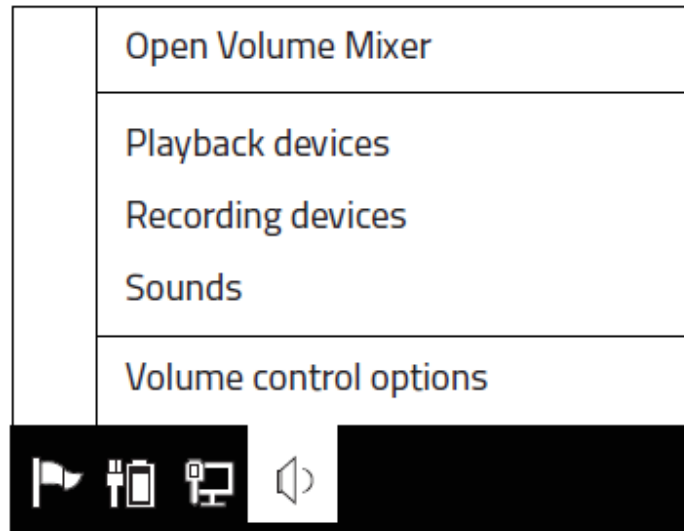 Open Volume Mixer
Playback devices
Recording devices
Sounds
Volume control options